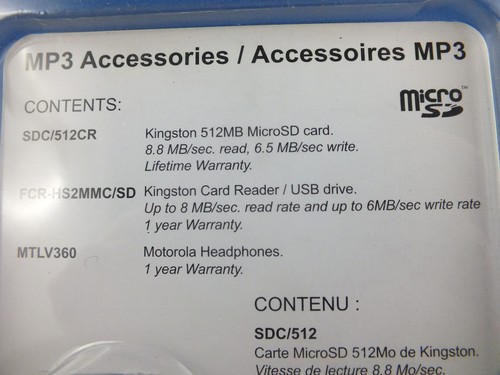 MP3 Accessories / Accessoires MP3
CONTENTS:
micro SD
SDC/512CR Kingston 512MB MicroSD card.
8.8 MB/sec. read, 6.5 MB/sec write.
Lifetime Warranty.
FCR-HS2MMC/SD Kingston Card Reader / USB drive.
Up to 8 MB/sec. read rate and up to 6MB/sec write rate
1 year Warranty.
MTLV360 Motorola Headphones.
1 year Warranty.
CONTENU :
SDC/512
Carte MicroSD 512Mo de Kingston.
Vitesse de lecture 8.8 Mo/sec.